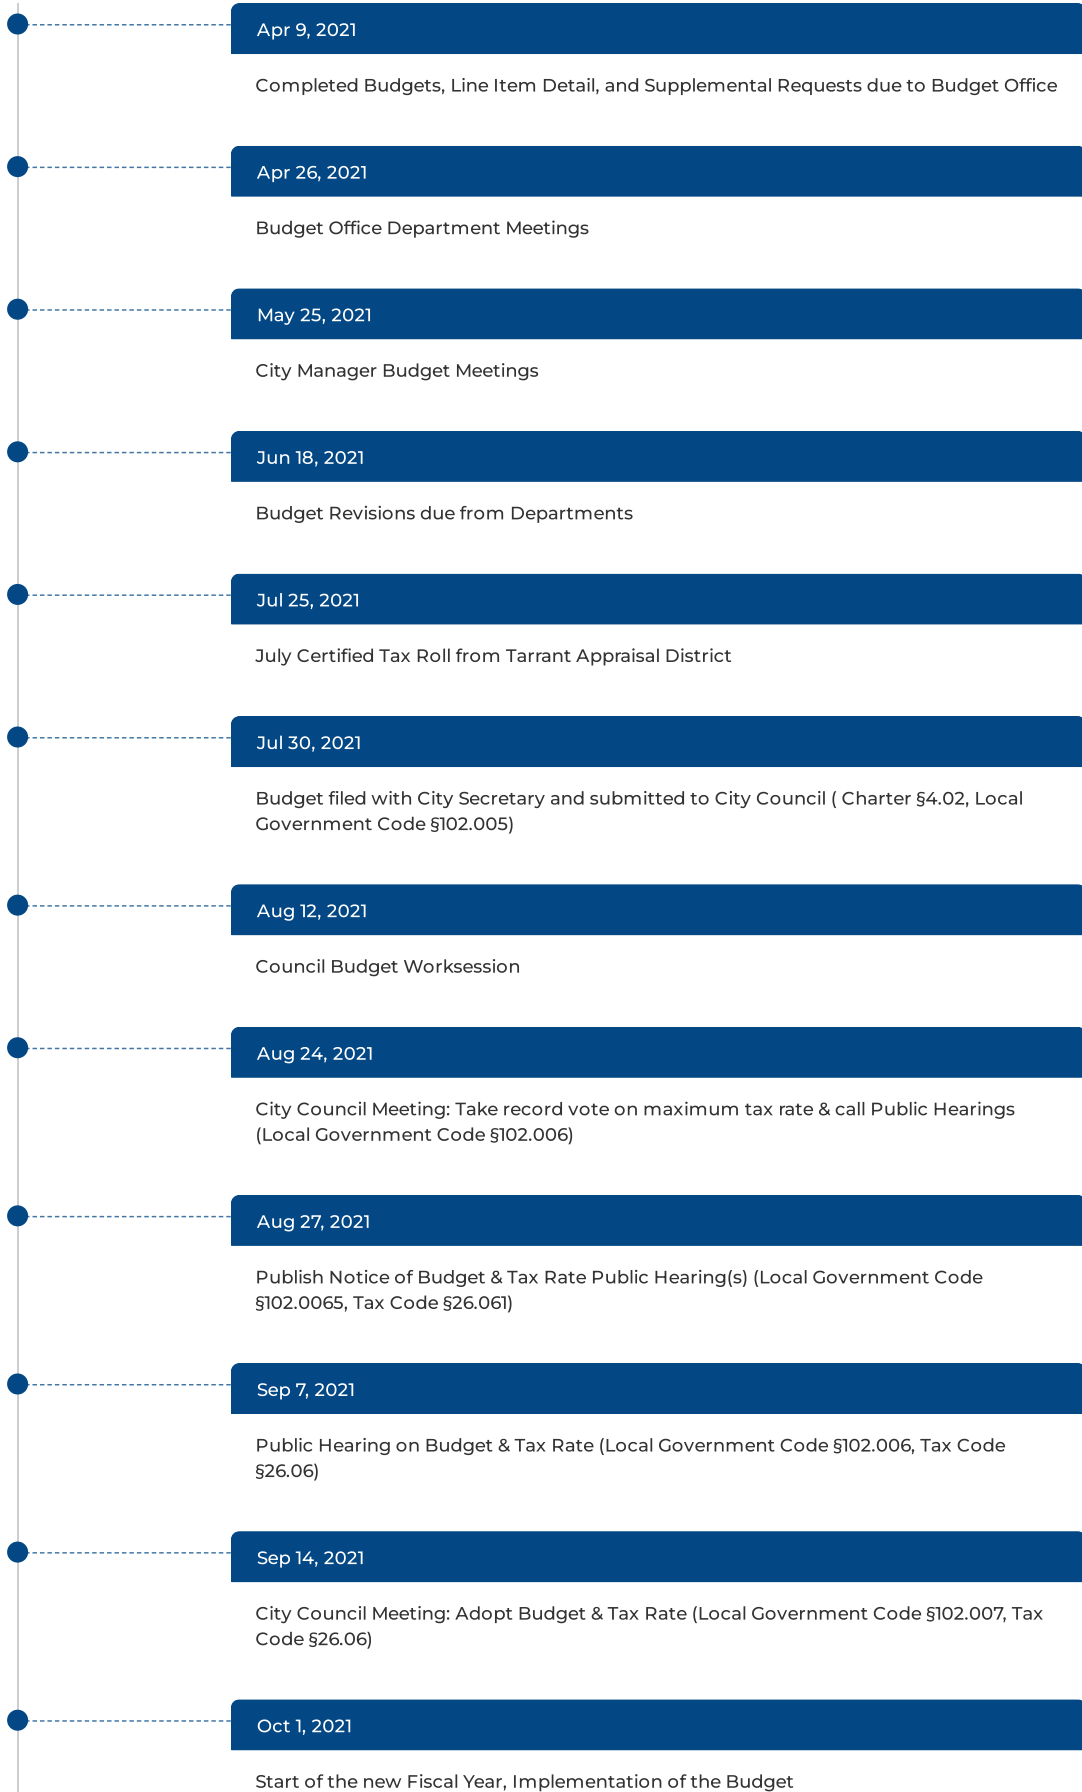 Apr 9, 2021
Completed Budgets, Line Item Detail, and Supplemental Requests due to Budget Office
Apr 26, 2021
Budget Office Department Meetings
May 25, 2021
City Manager Budget Meetings
Jun 18, 2021
Budget Revisions due from Departments
Jul 25, 2021
July Certified Tax Roll from Tarrant Appraisal District
Jul 30, 2021
Budget filed with City Secretary and submitted to City Council ( Charter §4.02, Local
Government Code §102.005)
Aug 12, 2021
Council Budget Worksession
Aug 24, 2021
City Council Meeting: Take record vote on maximum tax rate & call Public Hearings
(Local Government Code §102.006)
Aug 27, 2021
Publish Notice of Budget & Tax Rate Public Hearing(s) (Local Government Code
§102.0065, Tax Code §26.061)
Sep 7, 2021
Public Hearing on Budget & Tax Rate (Local Government Code §102.006, Tax Code
§26.06)
Sep 14, 2021
City Council Meeting: Adopt Budget & Tax Rate (Local Government Code §102.007, Tax
Code §26.06)
Oct 1, 2021
Start of the new Fiscal Year, Implementation of the Budget